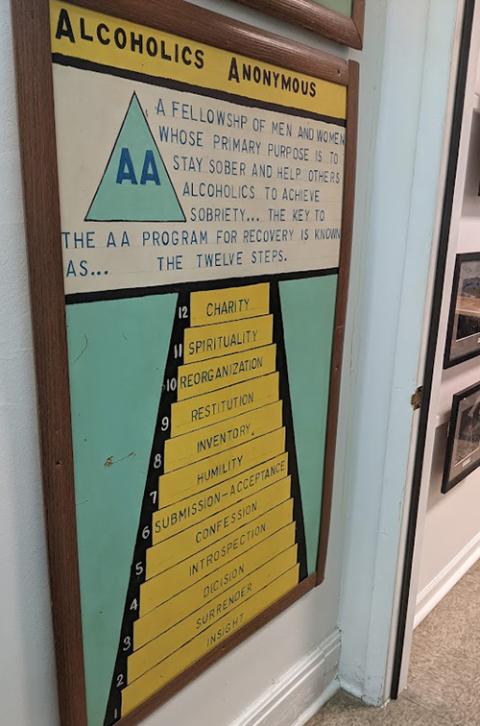 ALCOHOLICS ANONYMOUS
AA
A FELLOWSHP OF MEN AND WOMEN
WHOSE PRIMARY PURPOSE IS TO
STAY SOBER AND HELP OTHERS
ALCOHOLICS TO ACHIEVE
SOBRIETY... THE KEY TO
THE AA PROGRAM FOR RECOVERY IS KNOWN
AS... THE TWELVE STEPS.
12 CHARITY
11 SPIRITUALITY
10 REORGANIZATION
9 RESTITUTION
8 INVENTORY.
7 HUMILITY
6 SUBMISSION-ACCEPTANCE
5 CONFESSION
4 INTROSPECTION
3 DICISION
2 SURRENDER
1 INSIGHT